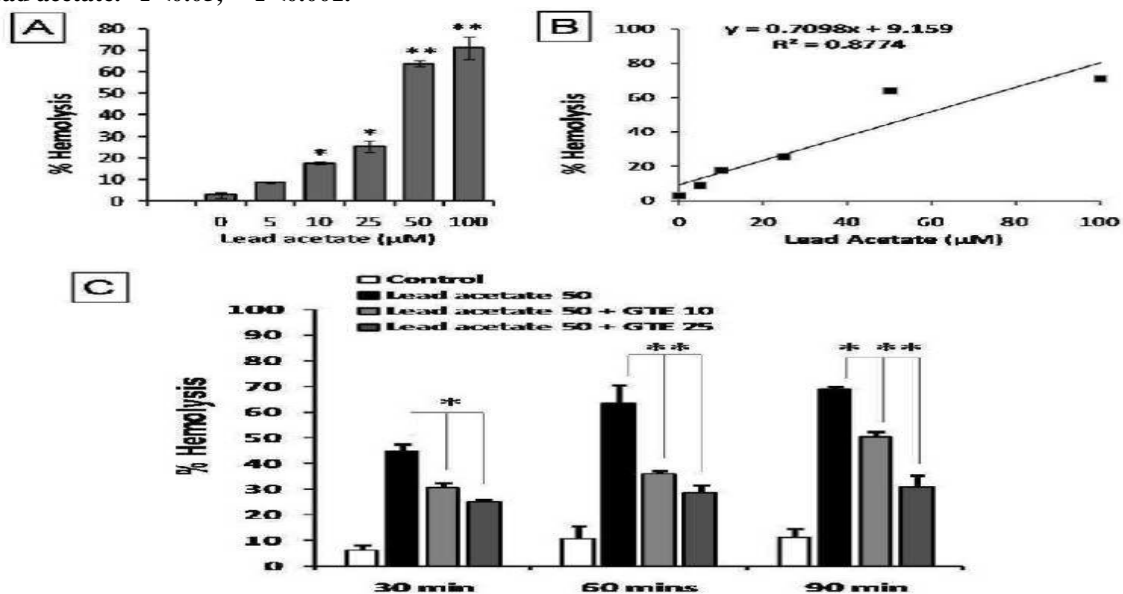 A
80
70
60
50
40
30
20
10
0
% Hemolysis
* * ** **
0 5 10 25 50 100
Lead acetate (µM)
B
y = 0.7098x + 9.159
R² = 0.8774
100
80
60
40
20
0
% Hemolysis
0 20 40 60 80 100
Lead Acetate (µM)
C
Control
Lead acetate 50
Lead acetate 50 + GTE 10
Lead acetate 50 + GTE 25
100
90
80
70
60
50
40
30
20
10
0
% Hemolysis
* ** * **
30 min 60 mins 90 min